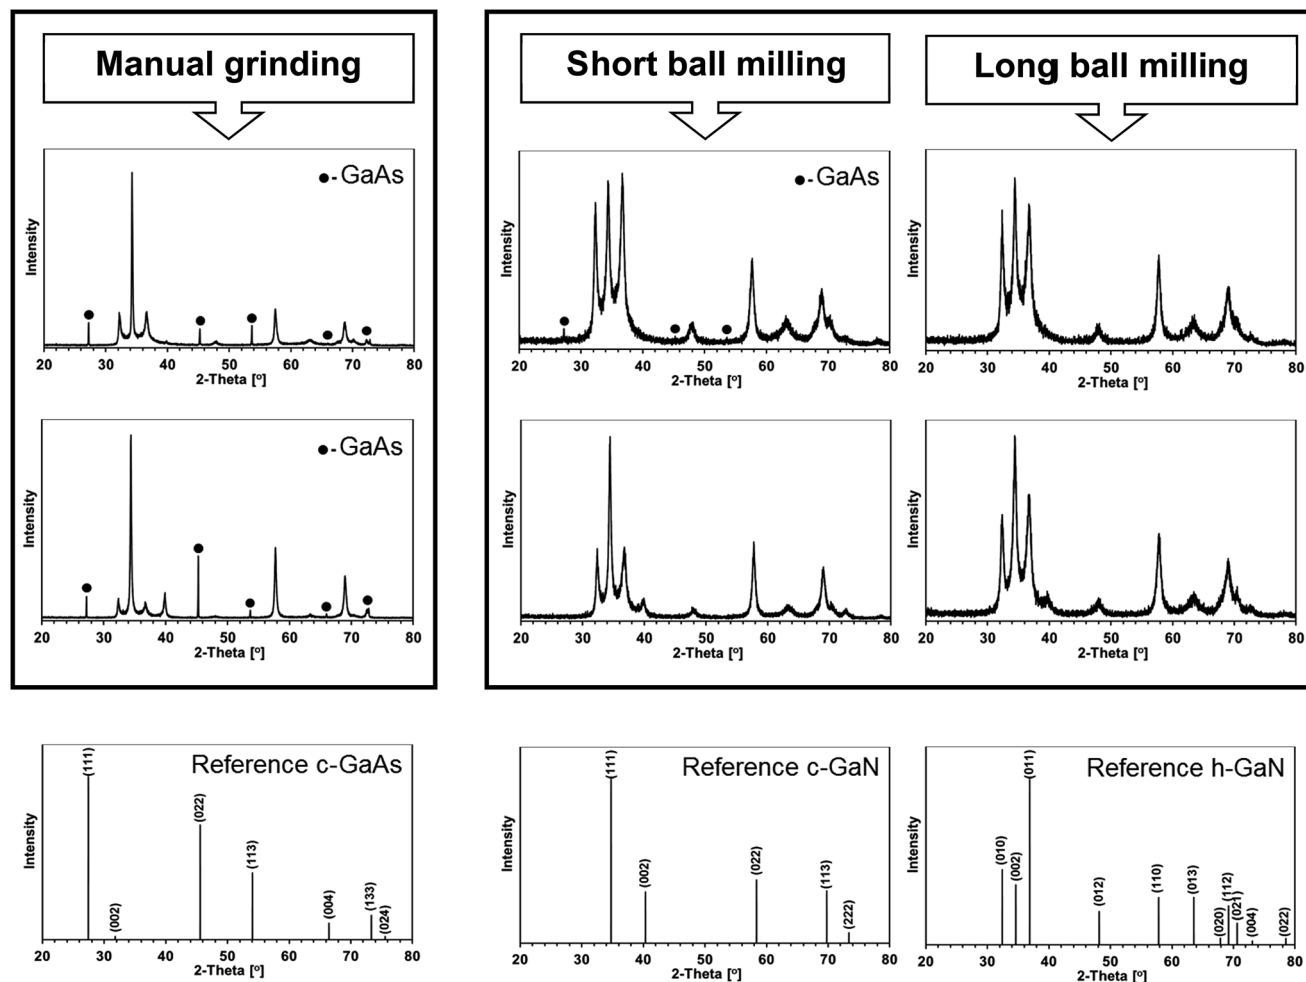 Manual grinding
Short ball milling
Long ball milling
●- GaAs
Intensity
20 30 40 50 60 70 80
2-Theta [°]
●- GaAs
Intensity
20 30 40 50 60 70 80
2-Theta [°]
Intensity
20 30 40 50 60 70 80
2-Theta [°]
●- GaAs
Intensity
20 30 40 50 60 70 80
2-Theta [°]
Intensity
20 30 40 50 60 70 80
2-Theta [°]
Intensity
20 30 40 50 60 70 80
2-Theta [°]
Reference c-GaAs
(111)
(002)
(022)
(113)
(004)
(133)
(024)
Intensity
20 30 40 50 60 70 80
2-Theta [°]
Reference c-GaN
(111)
(002)
(022)
(113)
(222)
Intensity
20 30 40 50 60 70 80
2-Theta [°]
Reference h-GaN
(010)
(002)
(011)
(012)
(110)
(013)
(020)
(112)
(021)
(004)
(022)
Intensity
20 30 40 50 60 70 80
2-Theta [°]